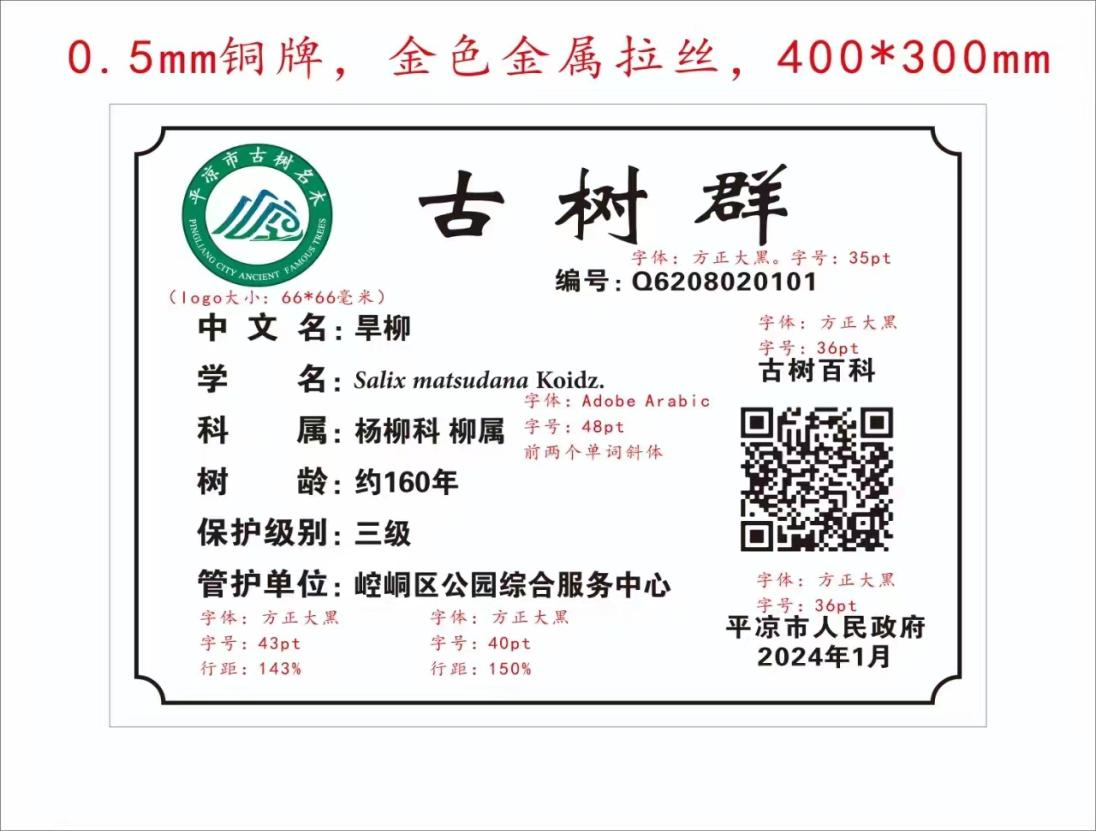 0.5mm铜牌，金色金属拉丝，400*300mm
平凉市古树名木
PINGLIANG CITY ANCIENT FAMOUS TREES
古树群
字体：方正大黑。字号：35pt
编号：Q6208020101
（logo大小：66*66毫米）
中文名：旱柳
字体：方正大黑
字号：36pt
古树百科
学名：Salix matsudana Koidz.
字体：Adobe Arabic
字号：48pt
前两个单词斜体
科属：杨柳科 柳属
树龄：约160年
保护级别：三级
管护单位：崆峒区公园综合服务中心
字体：方正大黑
字号：43pt
行距：143%
字体：方正大黑
字号：40pt
行距：150%
字体：方正大黑
字号：36pt
平凉市人民政府
2024年1月